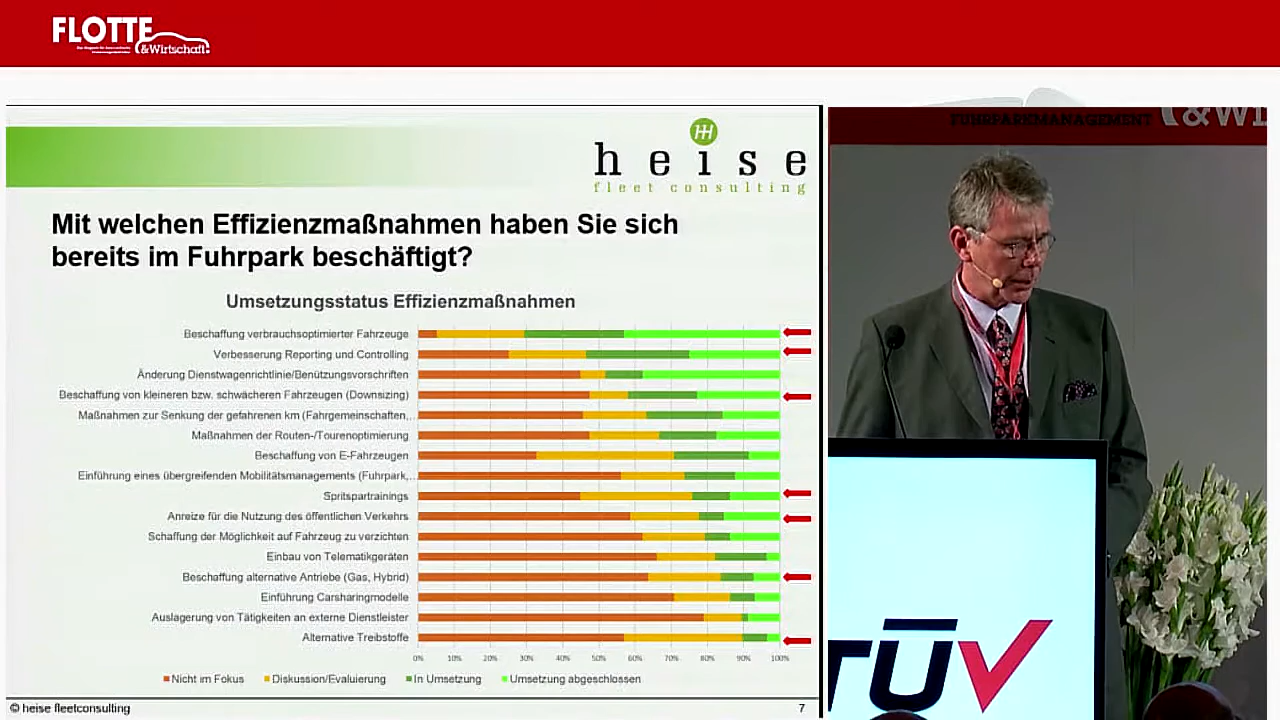 FLOTTE
&Wirtschaft
FUHRPARKMANAGEMENT
&WI
heise
fleet consulting
Mit welchen Effizienzmaßnahmen haben Sie sich
bereits im Fuhrpark beschäftigt?
Umsetzungsstatus Effizienzmaßnahmen
Beschaffung verbrauchsoptimierter Fahrzeuge
Verbesserung Reporting und Controlling
Änderung Dienstwagenrichtlinie/Benützungsvorschriften
Beschaffung von kleineren bzw. schwächeren Fahrzeugen (Downsizing)
Maßnahmen zur Senkung der gefahrenen km (Fahrgemeinschaften,...
Maßnahmen der Routen-/Tourenoptimierung
Beschaffung von E-Fahrzeugen
Einführung eines übergreifenden Mobilitätsmanagements (Fuhrpark,...
Spritspartrainings
Anreize für die Nutzung des öffentlichen Verkehrs
Schaffung der Möglichkeit auf Fahrzeug zu verzichten
Einbau von Telematikgeräten
Beschaffung alternative Antriebe (Gas, Hybrid)
Einführung Carsharingmodelle
Auslagerung von Tätigkeiten an externe Dienstleister
Alternative Treibstoffe
0% 10% 20% 30% 40% 50% 60% 70% 80% 90% 100%
Nicht im Fokus Diskussion/Evaluierung In Umsetzung Umsetzung abgeschlossen
© heise fleetconsulting 7
TÜV